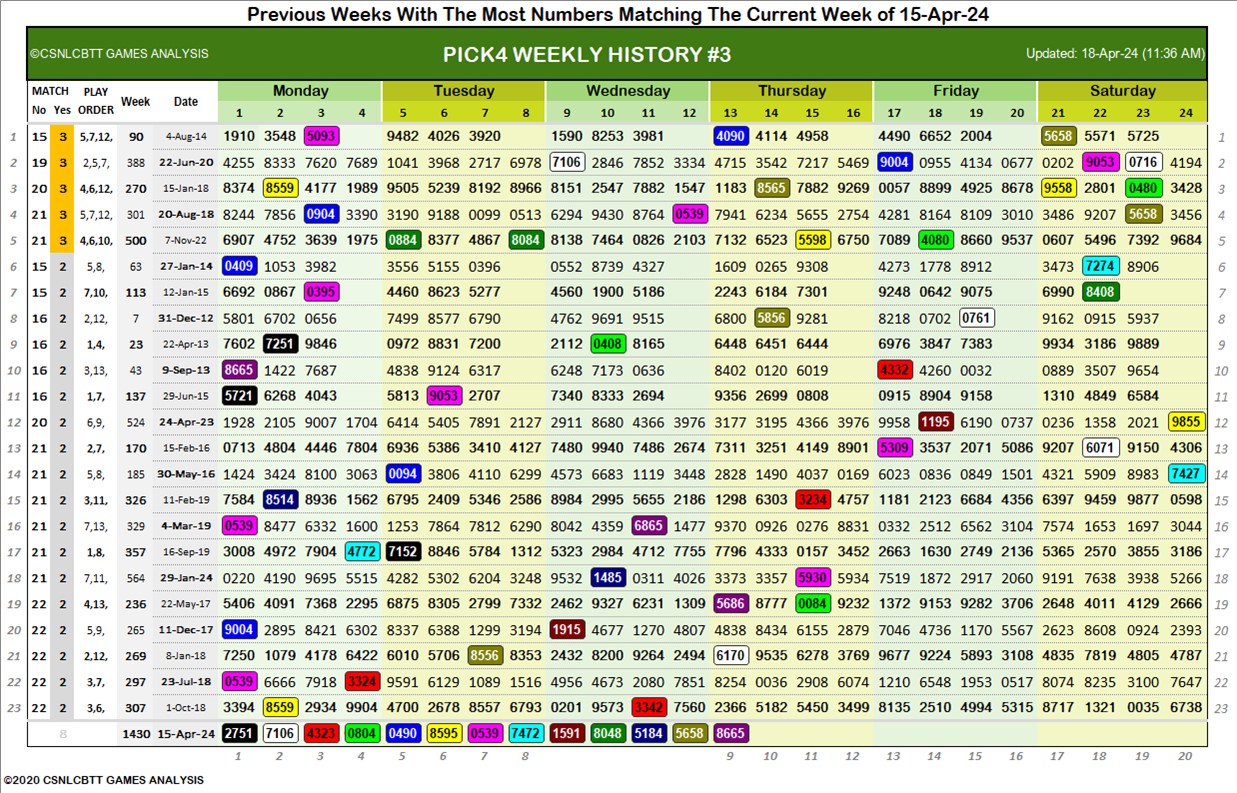 Previous Weeks With The Most Numbers Matching The Current Week of 15-Apr-24
©CSNLCBTT GAMES ANALYSIS PICK4 WEEKLY HISTORY #3 Updated: 18-Apr-24 (11:36 AM)
MATCH PLAY Week Date Monday Tuesday Wednesday Thursday Friday Saturday
No Yes ORDER 1 2 3 4 5 6 7 8 9 10 11 12 13 14 15 16 17 18 19 20 21 22 23 24
1 15 3 5,7,12, 90 4-Aug-14 1910 3548 5093 9482 4026 3920 1590 8253 3981 4090 4114 4958 4490 6652 2004 5658 5571 5725 1
2 19 3 2,5,7, 388 22-Jun-20 4255 8333 7620 7689 1041 3968 2717 6978 7106 2846 7852 3334 4715 3542 7217 5469 9004 0955 4134 0677 0202 9053 0716 4194 2
3 20 3 4,6,12, 270 15-Jan-18 8374 8559 4177 1989 9505 5239 8192 8966 8151 2547 7882 1547 1183 8565 7882 9269 0057 8899 4925 8678 9558 2801 0480 3428 3
4 21 3 5,7,12, 301 20-Aug-18 8244 7856 0904 3390 3190 9188 0099 0513 6294 9430 8764 0539 7941 6234 5655 2754 4281 8164 8109 3010 3486 9207 5658 3456 4
5 21 3 4,6,10, 500 7-Nov-22 6907 4752 3639 1975 0884 8377 4867 8084 8138 7464 0826 2103 7132 6523 5598 6750 7089 4080 8660 9537 0607 5496 7392 9684 5
6 15 2 5,8, 63 27-Jan-14 0409 1053 3982 3556 5155 0396 0552 8739 4327 1609 0265 9308 4273 1778 8912 3473 7274 8906 6
7 15 2 7,10, 113 12-Jan-15 6692 0867 0395 4460 8623 5277 4560 1900 5186 2243 6184 7301 9248 0642 9075 6990 8408 7
8 16 2 2,12, 7 31-Dec-12 5801 6702 0656 7499 8577 6790 4762 9691 9515 6800 5856 9281 8218 0702 0761 9162 0915 5937 8
9 16 2 1,4, 23 22-Apr-13 7602 7251 9846 0972 8831 7200 2112 0408 8165 6448 6451 6444 6976 3847 7383 9934 3186 9889 9
10 16 2 3,13, 43 9-Sep-13 8665 1422 7687 4838 9124 6317 6248 7173 0636 8402 0120 6019 4332 4260 0032 0889 3507 9654 10
11 16 2 1,7, 137 29-Jun-15 5721 6268 4043 5813 9053 2707 7340 8333 2694 9356 2699 0808 0915 8904 9158 1310 4849 6584 11
12 20 2 6,9, 524 24-Apr-23 1928 2105 9007 1704 6414 5405 7891 2127 2911 8680 4366 3976 3177 3195 4366 3976 9958 1195 6190 0737 0236 1358 2021 9855 12
13 21 2 2,7, 170 15-Feb-16 0713 4804 4446 7804 6936 5386 3410 4127 7480 9940 7486 2674 7311 3251 4149 8901 5309 3537 2071 5086 9207 6071 9150 4306 13
14 21 2 5,8, 185 30-May-16 1424 3424 8100 3063 0094 3806 4110 6299 4573 6683 1119 3448 2828 1490 4070 0169 6023 0836 0849 1501 4321 5909 8983 7427 14
15 21 2 3,11, 326 11-Feb-19 7584 8514 8936 1562 6795 2409 5346 2586 8984 2995 5655 2186 1298 6303 3234 4757 1181 2123 6684 4356 6397 9459 9877 0598 15
16 21 2 7,13, 329 4-Mar-19 0539 8477 6332 1600 1253 7864 7812 6290 8042 4359 6865 1477 9370 0926 0276 8831 0332 2512 6562 3104 7574 1653 1697 3044 16
17 21 2 1,8, 357 16-Sep-19 3008 4972 7904 4772 7152 8846 5784 1312 5323 2984 4712 7755 7796 4333 0157 3452 2663 1630 2749 2136 5365 2570 3855 3186 17
18 21 2 7,11, 564 29-Jan-24 0220 4190 9695 5515 4282 5302 6204 3248 9532 1485 0311 4026 3373 3357 5930 5934 7519 1872 2917 2060 9191 7638 3938 5266 18
19 22 2 4,13, 236 22-May-17 5406 4091 7368 2295 6875 8305 2799 7332 2462 9327 6231 1309 5686 8777 0084 9232 1372 9153 9282 3706 2648 4011 4129 2666 19
20 22 2 5,9, 265 11-Dec-17 9004 2895 8421 6302 8337 6388 1299 3194 1915 4677 1270 4807 4838 8434 6155 2879 7046 4736 1170 5567 2623 8608 0924 2393 20
21 22 2 2,12, 269 8-Jan-18 7250 1079 4178 6422 6010 5706 8556 8353 2432 8200 9264 2494 6170 9535 6278 3769 9677 9224 5893 3108 4835 7819 4805 4787 21
22 22 2 3,7, 297 23-Jul-18 0539 6666 7918 3324 9591 6129 1089 1516 4956 4673 2080 7851 8254 0036 2908 6074 1210 6548 1953 0517 8074 8235 3100 7647 22
23 22 2 3,6, 307 1-Oct-18 3394 8559 2934 9904 4700 2678 8557 6793 0201 9573 3342 7560 2366 5182 5450 3499 8135 2510 4994 5315 8717 1321 0035 6738 23
8 1430 15-Apr-24 2751 7106 4323 0804 0490 8595 0539 7472 1591 8048 5184 5658 8665
1 2 3 4 5 6 7 8 9 10 11 12 13 14 15 16 17 18 19 20
©2020 CSNLCBTT GAMES ANALYSIS